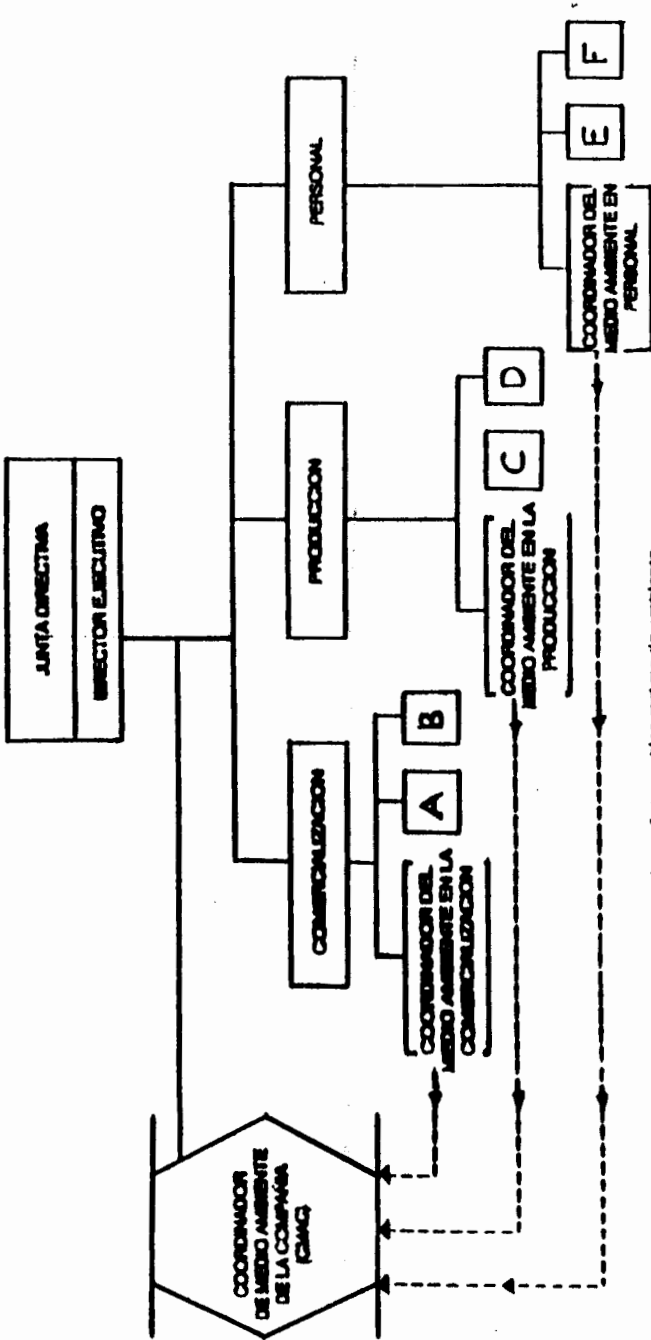 JUNTA DIRECTIVA
DIRECTOR EJECUTIVO
COORDINADOR
DE MEDIO AMBIENTE
DE LA COMPAÑIA
(CMAC)
COMERCIALIZACION
PRODUCCION
PERSONAL
COORDINADOR DEL
MEDIO AMBIENTE EN LA
COMERCIALIZACION
A
B
COORDINADOR DEL
MEDIO AMBIENTE EN LA
PRODUCCION
C
D
COORDINADOR DEL
MEDIO AMBIENTE EN
PERSONAL
E
F